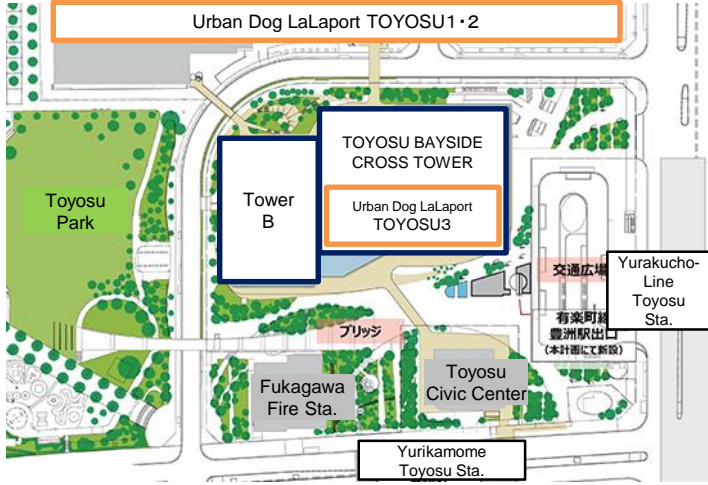 Urban Dog LaLaport TOYOSU1・2
TOYOSU BAYSIDE
CROSS TOWER
Tower
B
Urban Dog LaLaport
TOYOSU3
Toyosu
Park
交通広場
Yurakucho-
Line
Toyosu
Sta.
有楽町線
豊洲駅出口
(本計画にて新設)
ブリッジ
Fukagawa
Fire Sta.
Toyosu
Civic Center
Yurikamome
Toyosu Sta.